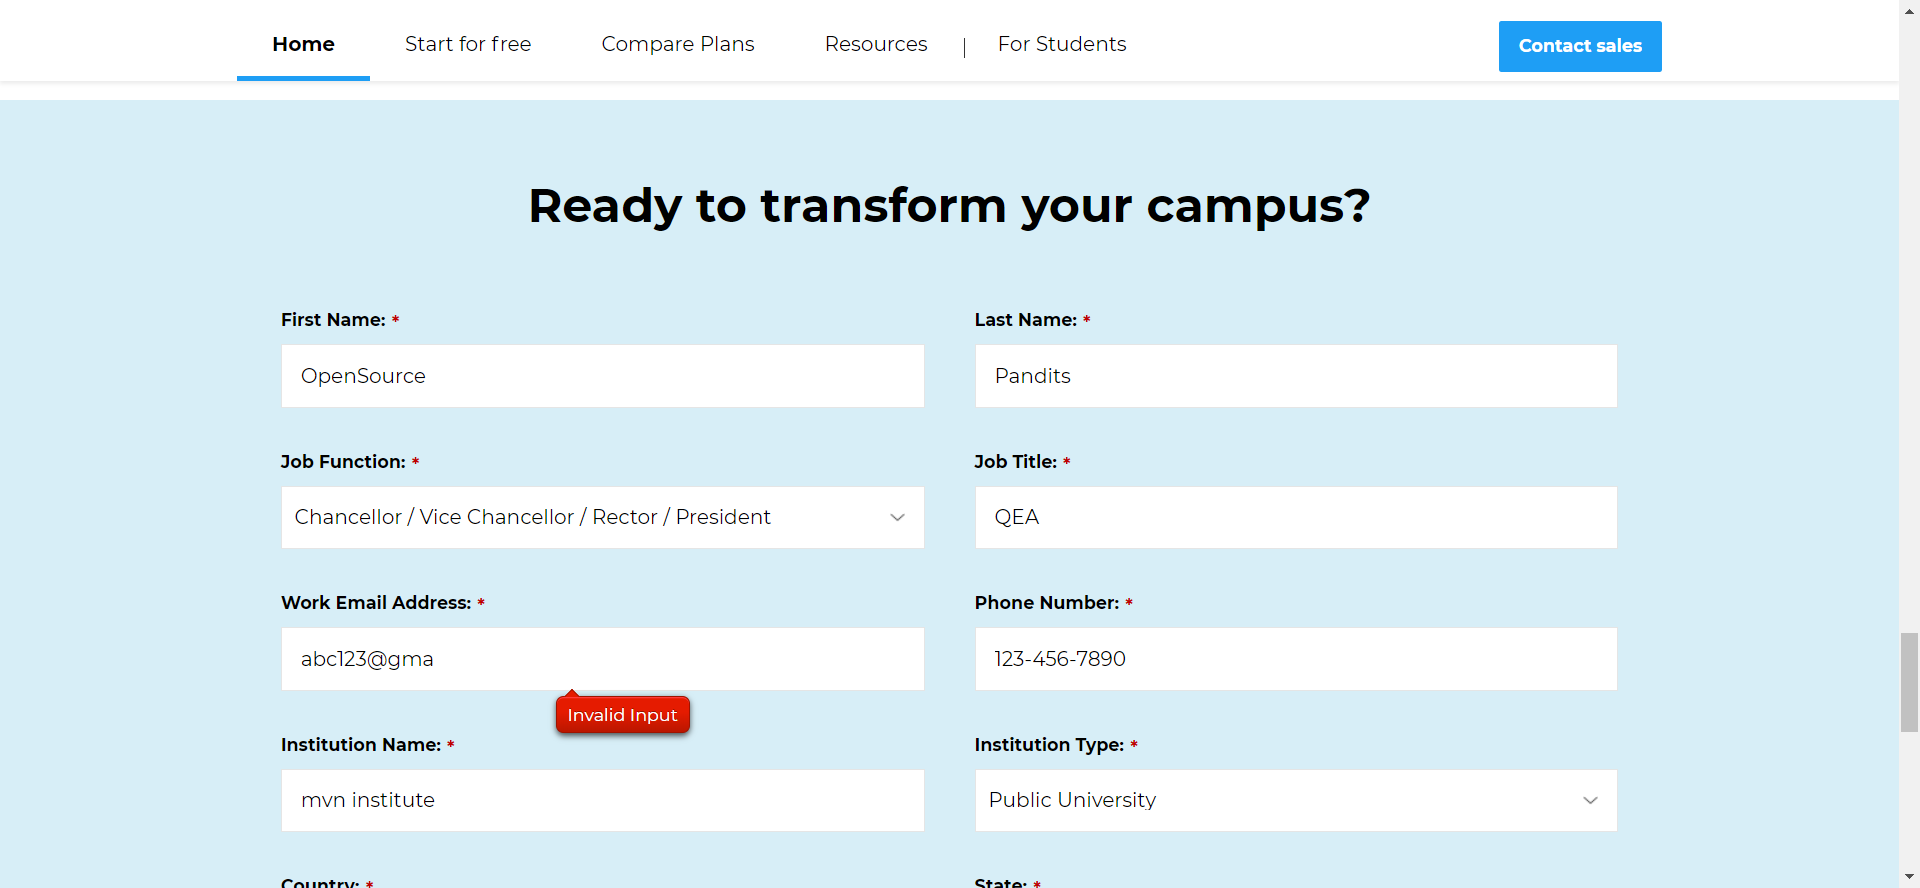 Home Start for free Compare Plans Resources | For Students Contact sales
Ready to transform your campus?
First Name: * Last Name: *
OpenSource Pandits
Job Function: * Job Title: *
Chancellor / Vice Chancellor / Rector / President QEA
Work Email Address: * Phone Number: *
abc123@gma 123-456-7890
Invalid Input
Institution Name: * Institution Type: *
mvn institute Public University
Country: * State: *